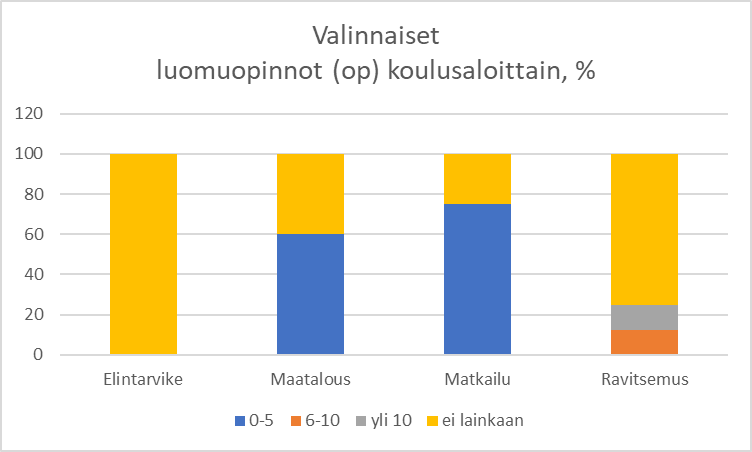 Valinnaiset
luomuopinnot (op) koulusaloittain, %
120
100
80
60
40
20
0
Elintarvike Maatalous Matkailu Ravitsemus
0-5 6-10 yli 10 ei lainkaan